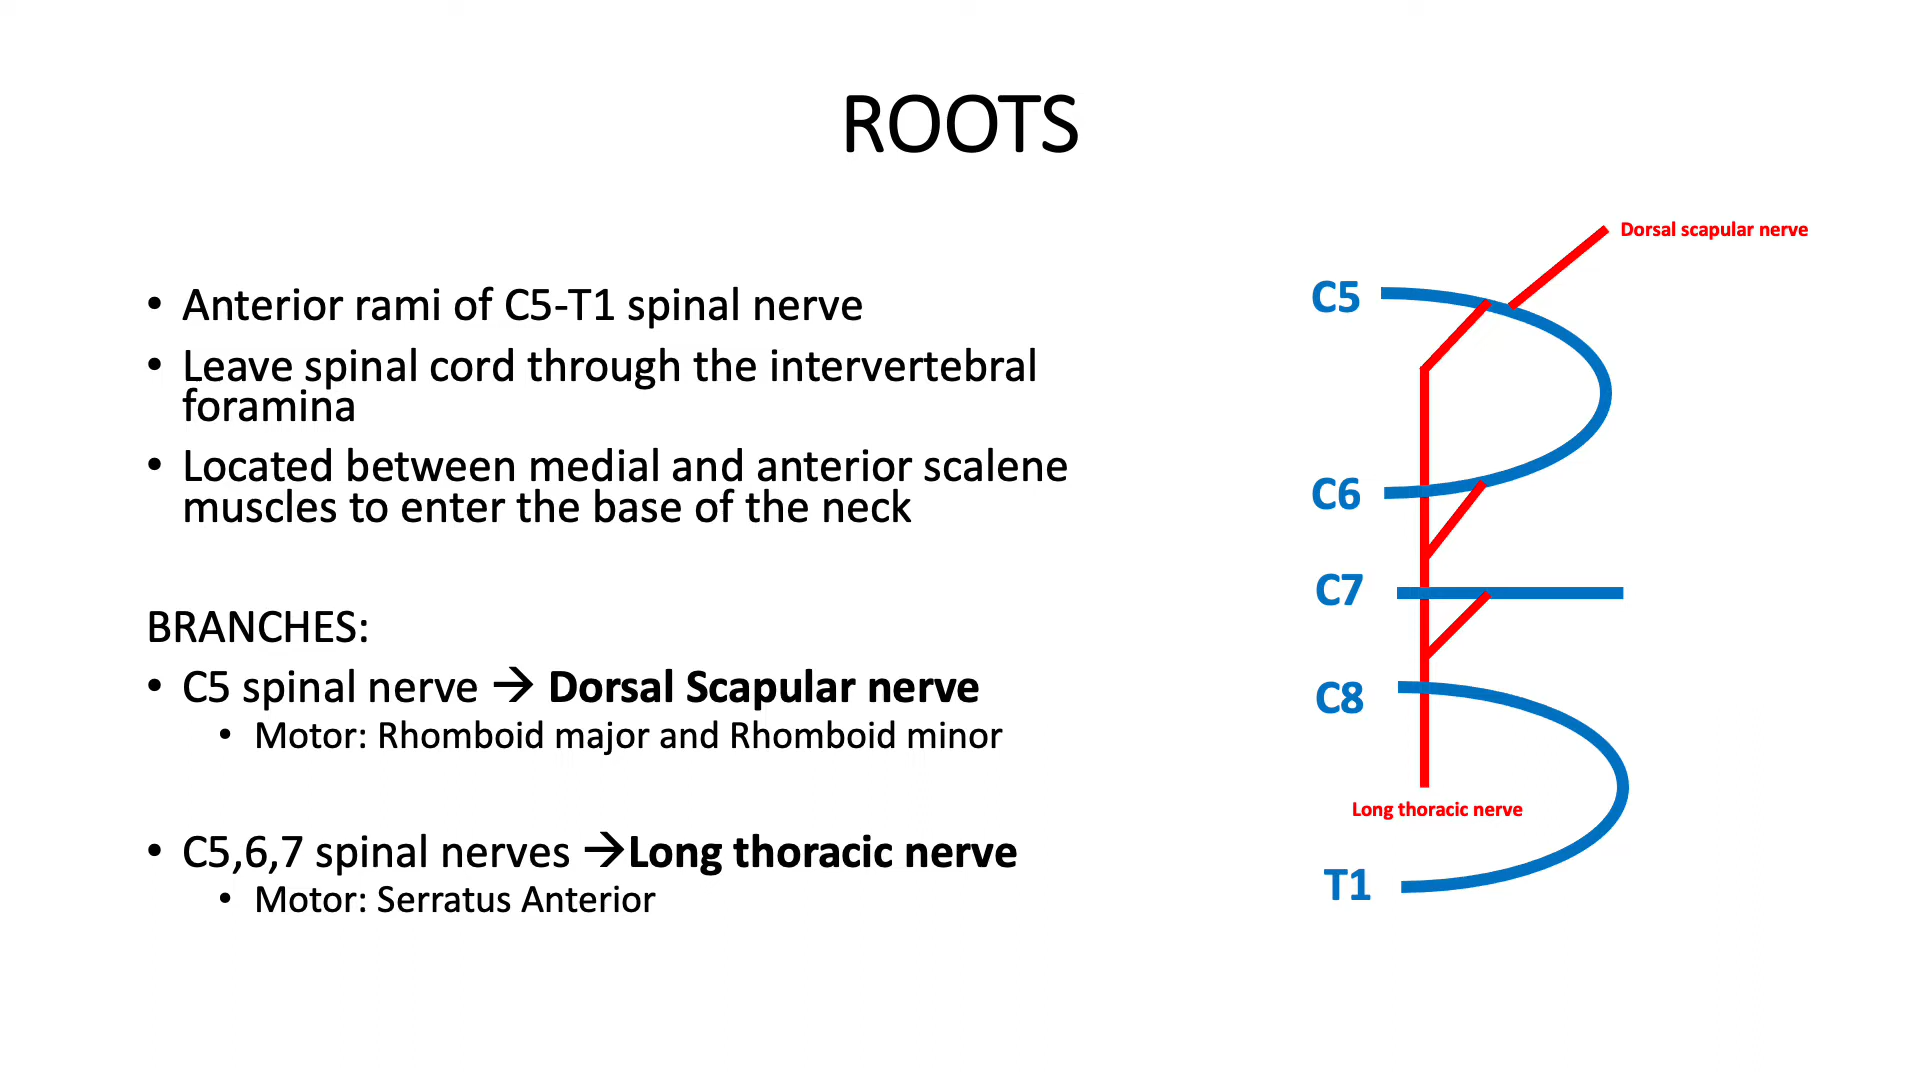 ROOTS
• Anterior rami of C5-T1 spinal nerve
• Leave spinal cord through the intervertebral
foramina
• Located between medial and anterior scalene
muscles to enter the base of the neck
BRANCHES:
• C5 spinal nerve → Dorsal Scapular nerve
• Motor: Rhomboid major and Rhomboid minor
• C5,6,7 spinal nerves →Long thoracic nerve
• Motor: Serratus Anterior
Dorsal scapular nerve
C5
C6
C7
C8
Long thoracic nerve
T1